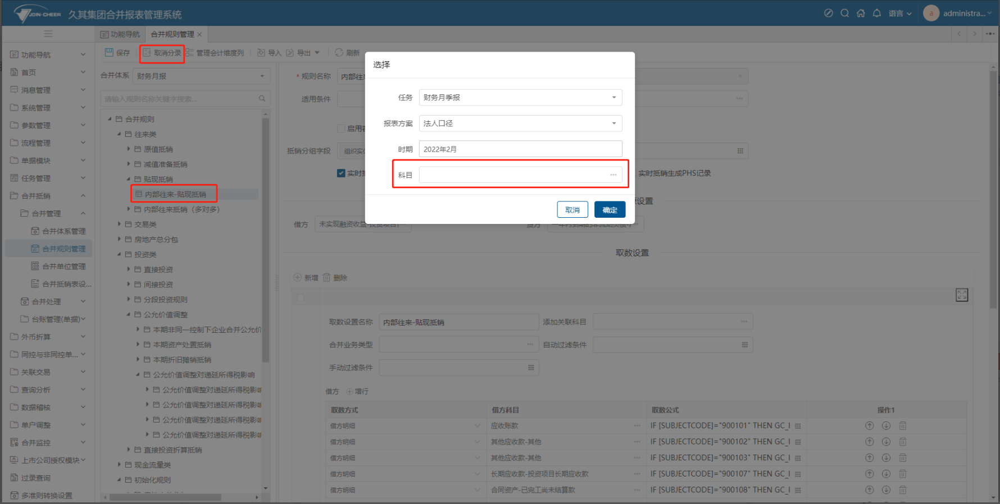 JOIN-CHEER 久其集团合并报表管理系统
语言
a
administra...
功能导航
合并规则管理
保存
取消分录
管理会计维度列
导入
导出
刷新
功能导航
首页
消息管理
系统管理
参数管理
流程管理
单据模块
任务管理
合并抵销
合并管理
合并体系管理
合并规则管理
合并单位管理
合并抵销表设...
合并处理
台账管理(单据)
外币折算
同控与非同控单...
关联交易
查询分析
数据稽核
单户调整
合并监控
上市公司授权模块
过录查询
多准则转换设置
合并体系 财务月报
请输入规则名称关键字搜索...
合并规则
往来类
原值抵销
减值准备抵销
贴现抵销
内部往来-贴现抵销
内部往来抵销（多对多）
交易类
房地产总分包
投资类
直接投资
间接投资
分段投资规则
公允价值调整
本期非同一控制下企业合并公允价
本期资产处置抵销
本期折旧摊销抵销
公允价值调整对递延所得税影响
公允价值调整对递延所得税影响
公允价值调整对递延所得税影响
公允价值调整对递延所得税影响
公允价值调整对递延所得税影响
直接投资折算抵销
现金流量类
初始化规则
* 规则名称 内部往来
适用条件
启用
抵销分组字段
实时抵销生成PHS记录
选择
任务 财务月季报
报表方案 法人口径
时期 2022年2月
科目
取消 确定
设置
借方
取数设置
新增 删除
取数设置名称 内部往来-贴现抵销 添加关联科目
合并业务类型 自动过滤条件
手动过滤条件
借方 增行
取数方式 借方科目 取数公式 操作1
借方明细 应收账款 IF [SUBJECTCODE]="900101" THEN GC_I
借方明细 其他应收款-其他 IF [SUBJECTCODE]="900102" THEN GC_I
借方明细 其他应收款-其他 IF [SUBJECTCODE]="900103" THEN GC_I
借方明细 长期应收款-投资项目长期应收款 IF [SUBJECTCODE]="900107" THEN GC_I
借方明细 合同资产-已完工尚未结算款 IF [SUBJECTCODE]="900108" THEN GC_I